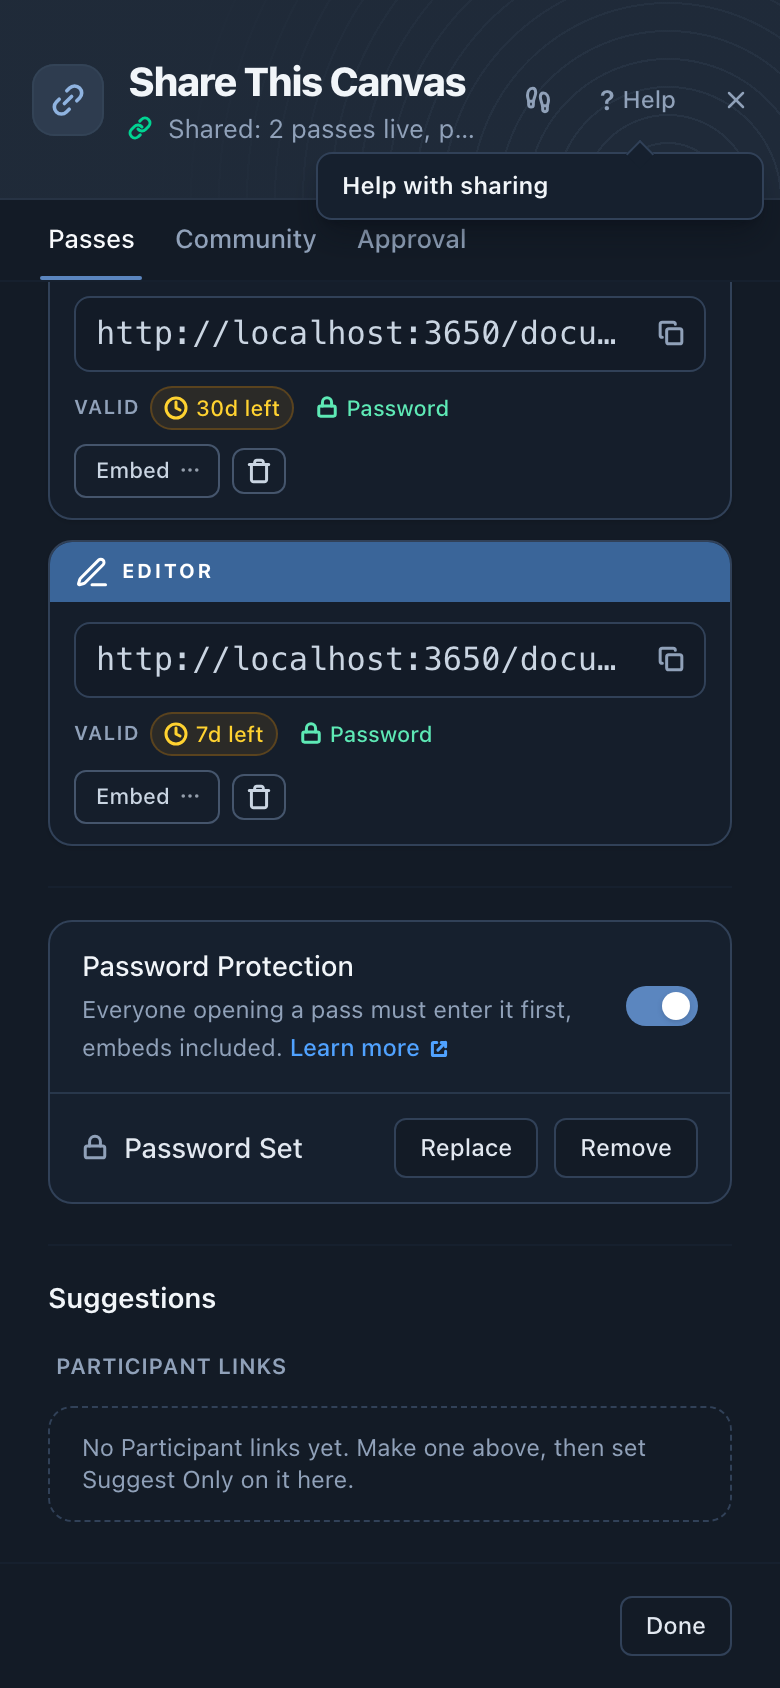 Share This Canvas
Shared: 2 passes live, p...
? Help
Help with sharing
Passes
Community
Approval
http://localhost:3650/docu…
VALID
30d left
Password
Embed ···
EDITOR
http://localhost:3650/docu…
VALID
7d left
Password
Embed ···
Password Protection
Everyone opening a pass must enter it first,
embeds included. Learn more
Password Set
Replace
Remove
Suggestions
PARTICIPANT LINKS
No Participant links yet. Make one above, then set
Suggest Only on it here.
Done